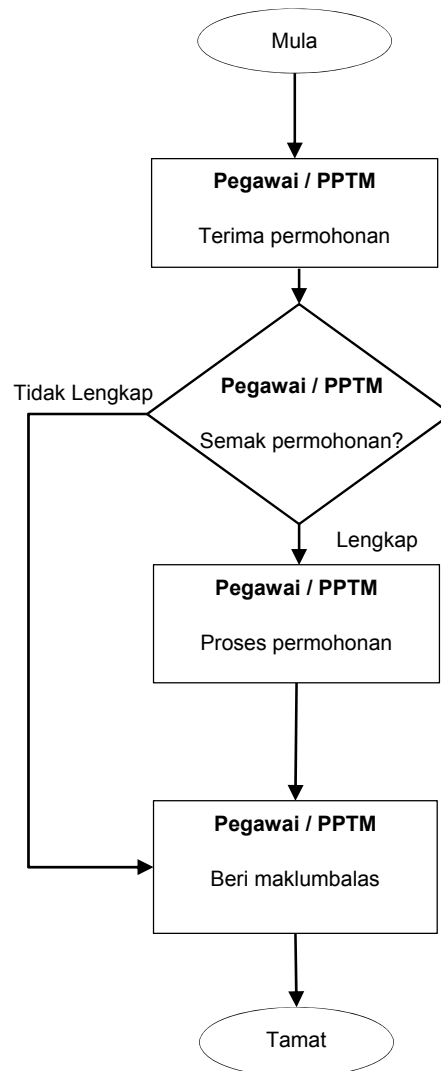 Mula
Pegawai / PPTM
Terima permohonan
Tidak Lengkap
Pegawai / PPTM
Semak permohonan?
Lengkap
Pegawai / PPTM
Proses permohonan
Pegawai / PPTM
Beri maklumbalas
Tamat